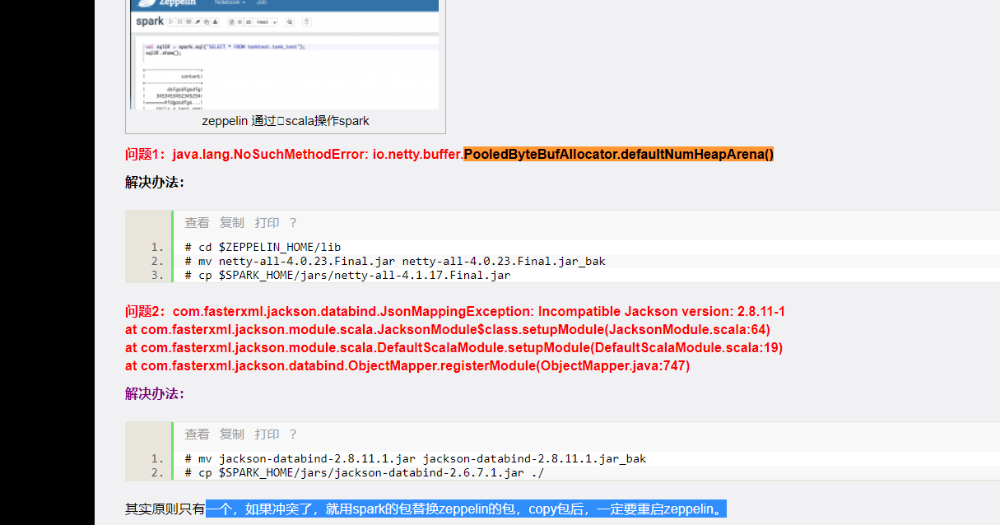 Zeppelin Notebook Job
spark
Head
val sqlDF = spark.sql("SELECT * FROM tanktest.tank_test");
sqlDF.show();
content
zeppelin 通过scala操作spark
问题1：java.lang.NoSuchMethodError: io.netty.buffer.PooledByteBufAllocator.defaultNumHeapArena()
解决办法：
查看 复制 打印 ?
1. # cd $ZEPPELIN_HOME/lib
2. # mv netty-all-4.0.23.Final.jar netty-all-4.0.23.Final.jar_bak
3. # cp $SPARK_HOME/jars/netty-all-4.1.17.Final.jar
问题2：com.fasterxml.jackson.databind.JsonMappingException: Incompatible Jackson version: 2.8.11-1
at com.fasterxml.jackson.module.scala.JacksonModule$class.setupModule(JacksonModule.scala:64)
at com.fasterxml.jackson.module.scala.DefaultScalaModule.setupModule(DefaultScalaModule.scala:19)
at com.fasterxml.jackson.databind.ObjectMapper.registerModule(ObjectMapper.java:747)
解决办法：
查看 复制 打印 ?
1. # mv jackson-databind-2.8.11.1.jar jackson-databind-2.8.11.1.jar_bak
2. # cp $SPARK_HOME/jars/jackson-databind-2.6.7.1.jar ./
其实原则只有一个，如果冲突了，就用spark的包替换zeppelin的包，copy包后，一定要重启zeppelin。